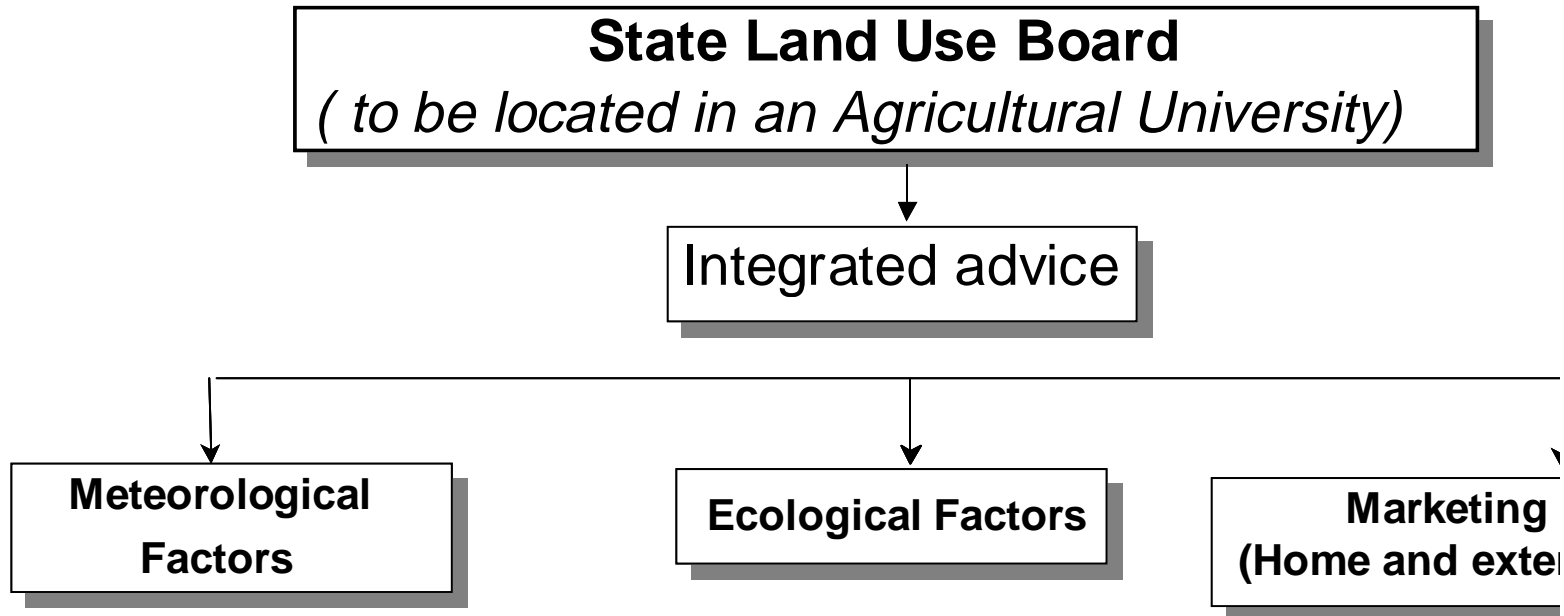 State Land Use Board
( to be located in an Agricultural University)
Integrated advice
Meteorological
Factors
Ecological Factors
Marketing
(Home and